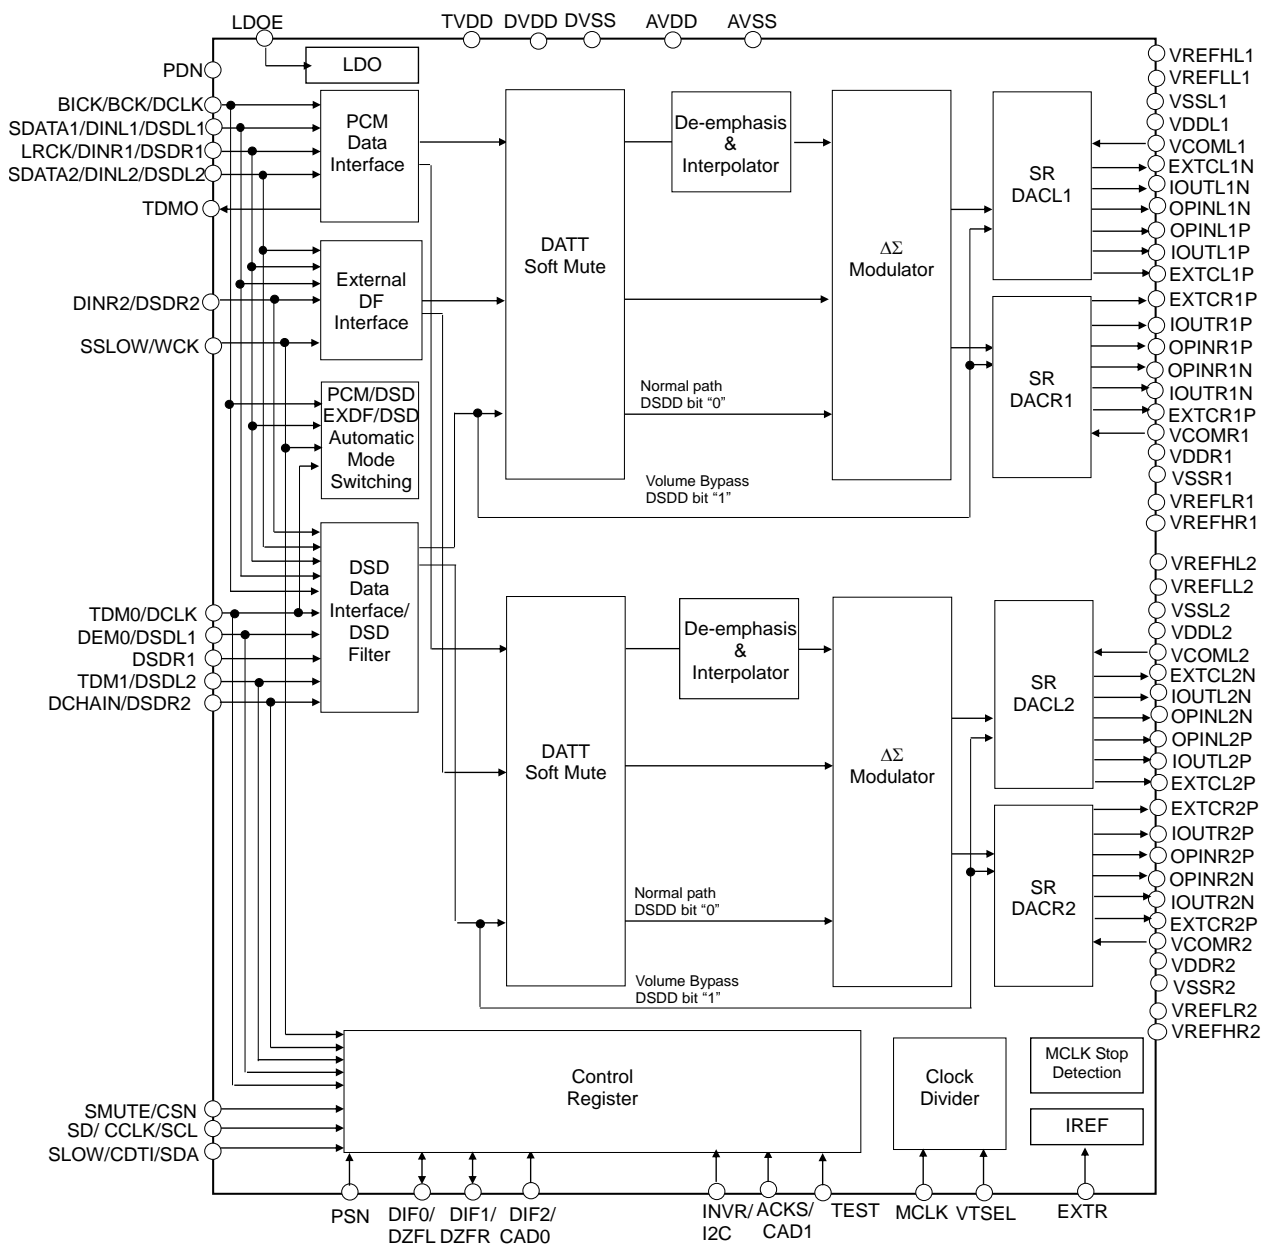 LDOE
TVDD
DVDD
DVSS
AVDD
AVSS
LDO
PDN
BICK/BCK/DCLK
SDATA1/DINL1/DSDL1
LRCK/DINR1/DSDR1
SDATA2/DINL2/DSDL2
TDMO
DINR2/DSDR2
SSLOW/WCK
TDM0/DCLK
DEM0/DSDL1
DSDR1
TDM1/DSDL2
DCHAIN/DSDR2
SMUTE/CSN
SD/ CCLK/SCL
SLOW/CDTI/SDA
PCM
Data
Interface
External
DF
Interface
PCM/DSD
EXDF/DSD
Automatic
Mode
Switching
DSD
Data
Interface/
DSD
Filter
DATT
Soft Mute
De-emphasis
&
Interpolator
ΔΣ
Modulator
Normal path
DSDD bit “0”
Volume Bypass
DSDD bit “1”
SR
DACL1
SR
DACR1
DATT
Soft Mute
De-emphasis
&
Interpolator
ΔΣ
Modulator
Normal path
DSDD bit “0”
Volume Bypass
DSDD bit “1”
SR
DACL2
SR
DACR2
VREFHL1
VREFLL1
VSSL1
VDDL1
VCOML1
EXTCL1N
IOUTL1N
OPINL1N
OPINL1P
IOUTL1P
EXTCL1P
EXTCR1P
IOUTR1P
OPINR1P
OPINR1N
IOUTR1N
EXTCR1P
VCOMR1
VDDR1
VSSR1
VREFLR1
VREFHR1
VREFHL2
VREFLL2
VSSL2
VDDL2
VCOML2
EXTCL2N
IOUTL2N
OPINL2N
OPINL2P
IOUTL2P
EXTCL2P
EXTCR2P
IOUTR2P
OPINR2P
OPINR2N
IOUTR2N
EXTCR2P
VCOMR2
VDDR2
VSSR2
VREFLR2
VREFHR2
Control
Register
Clock
Divider
MCLK Stop
Detection
IREF
PSN
DIF0/
DZFL
DIF1/
DZFR
DIF2/
CAD0
INVR/
I2C
ACKS/
CAD1
TEST
MCLK
VTSEL
EXTR